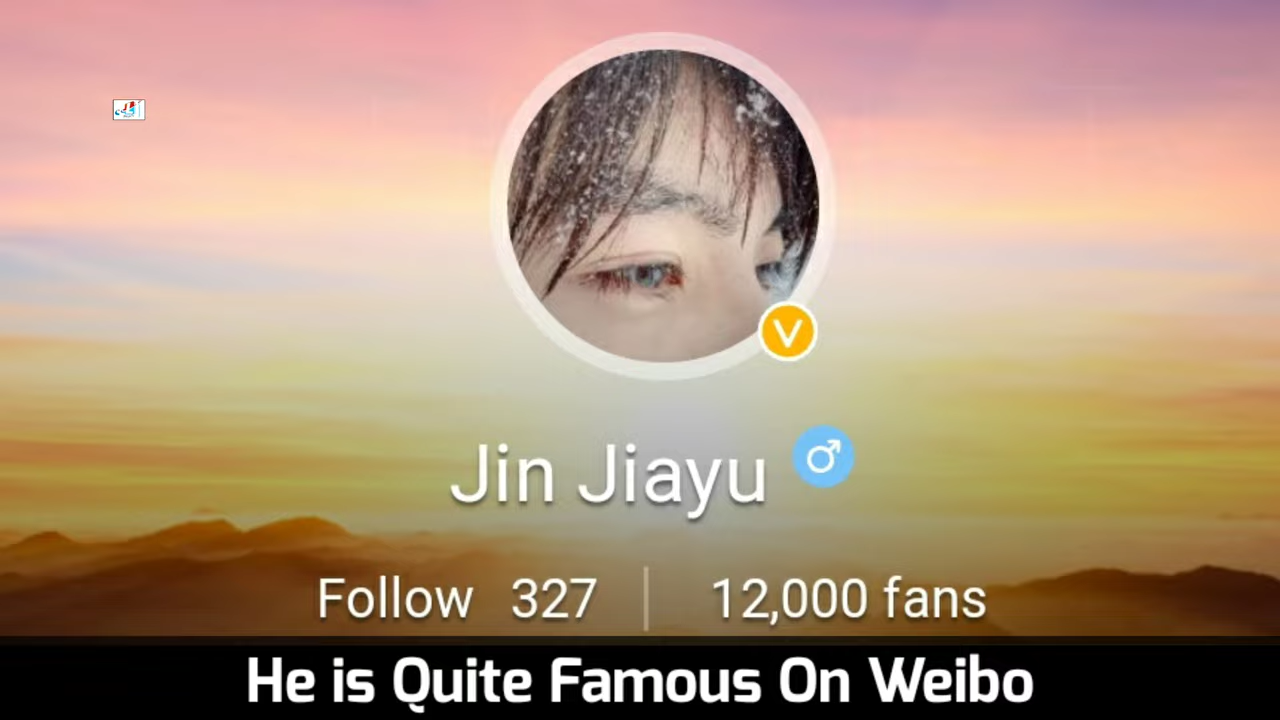 V
Jin Jiayu
Follow 327 | 12,000 fans
He is Quite Famous On Weibo